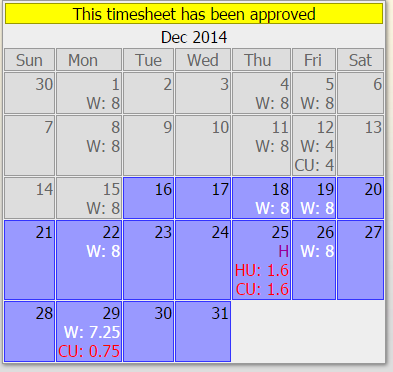 This timesheet has been approved
Dec 2014
Sun Mon Tue Wed Thu Fri Sat
30 1 2 3 4 5 6
W: 8 W: 8 W: 8
7 8 9 10 11 12 13
W: 8 W: 8 W: 4
CU: 4
14 15 16 17 18 19 20
W: 8 W: 8 W: 8
21 22 23 24 25 26 27
W: 8 H W: 8
HU: 1.6
CU: 1.6
28 29 30 31
W: 7.25
CU: 0.75